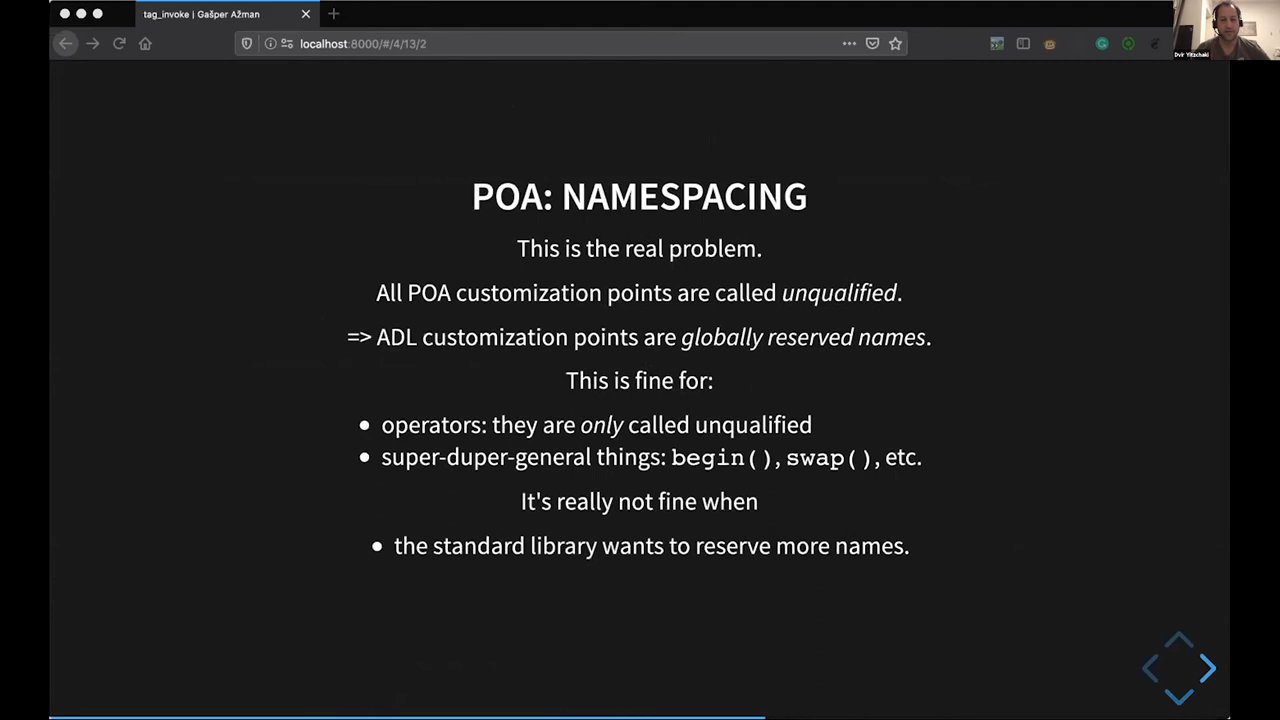 tag_invoke | Gašper Ažman
localhost:8000/#/4/13/2
Dvir Yitzchaki
POA: NAMESPACING
This is the real problem.
All POA customization points are called unqualified.
=> ADL customization points are globally reserved names.
This is fine for:
• operators: they are only called unqualified
• super-duper-general things: begin(), swap(), etc.
It's really not fine when
• the standard library wants to reserve more names.